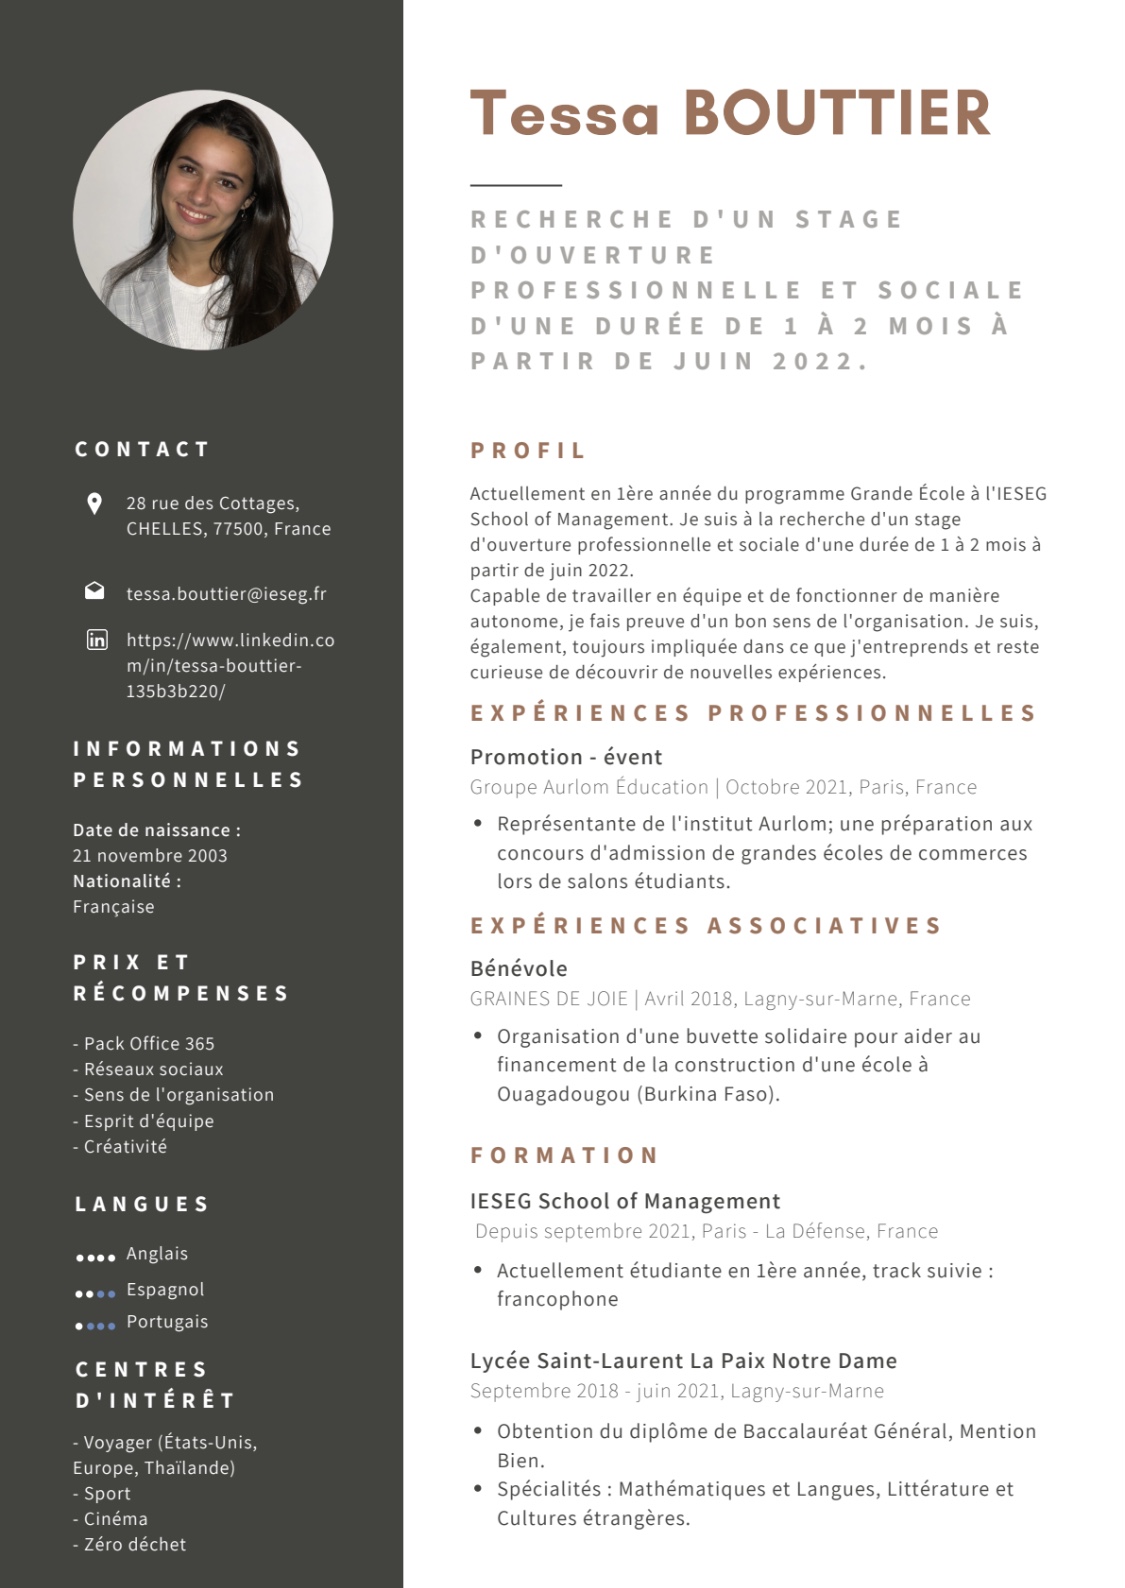 Tessa BOUTTIER
RECHERCHE D'UN STAGE
D'OUVERTURE
PROFESSIONNELLE ET SOCIALE
D'UNE DURÉE DE 1 À 2 MOIS À
PARTIR DE JUIN 2022.
CONTACT
28 rue des Cottages,
CHELLES, 77500, France
tessa.bouttier@ieseg.fr
in
https://www.linkedin.co
m/in/tessa-bouttier-
135b3b220/
INFORMATIONS
PERSONNELLES
Date de naissance :
21 novembre 2003
Nationalité :
Française
PRIX ET
RÉCOMPENSES
- Pack Office 365
- Réseaux sociaux
- Sens de l'organisation
- Esprit d'équipe
- Créativité
LANGUES
Anglais
Espagnol
Portugais
CENTRES
D'INTÉRÊT
- Voyager (États-Unis,
Europe, Thaïlande)
- Sport
- Cinéma
- Zéro déchet
PROFIL
Actuellement en 1ère année du programme Grande École à l'IESEG
School of Management. Je suis à la recherche d'un stage
d'ouverture professionnelle et sociale d'une durée de 1 à 2 mois à
partir de juin 2022.
Capable de travailler en équipe et de fonctionner de manière
autonome, je fais preuve d'un bon sens de l'organisation. Je suis,
également, toujours impliquée dans ce que j'entreprends et reste
curieuse de découvrir de nouvelles expériences.
EXPÉRIENCES PROFESSIONNELLES
Promotion - évent
Groupe Aurlom Éducation | Octobre 2021, Paris, France
• Représentante de l'institut Aurlom; une préparation aux
concours d'admission de grandes écoles de commerces
lors de salons étudiants.
EXPÉRIENCES ASSOCIATIVES
Bénévole
GRAINES DE JOIE | Avril 2018, Lagny-sur-Marne, France
• Organisation d'une buvette solidaire pour aider au
financement de la construction d'une école à
Ouagadougou (Burkina Faso).
FORMATION
IESEG School of Management
Depuis septembre 2021, Paris - La Défense, France
• Actuellement étudiante en 1ère année, track suivie :
francophone
Lycée Saint-Laurent La Paix Notre Dame
Septembre 2018 - juin 2021, Lagny-sur-Marne
• Obtention du diplôme de Baccalauréat Général, Mention
Bien.
• Spécialités : Mathématiques et Langues, Littérature et
Cultures étrangères.